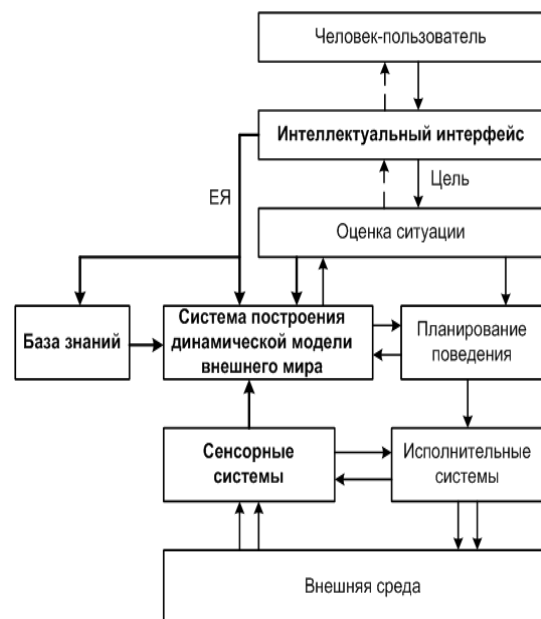 Человек-пользователь
Интеллектуальный интерфейс
Цель
ЕЯ
Оценка ситуации
База знаний
Система построения
динамической модели
внешнего мира
Планирование
поведения
Сенсорные
системы
Исполнительные
системы
Внешняя среда